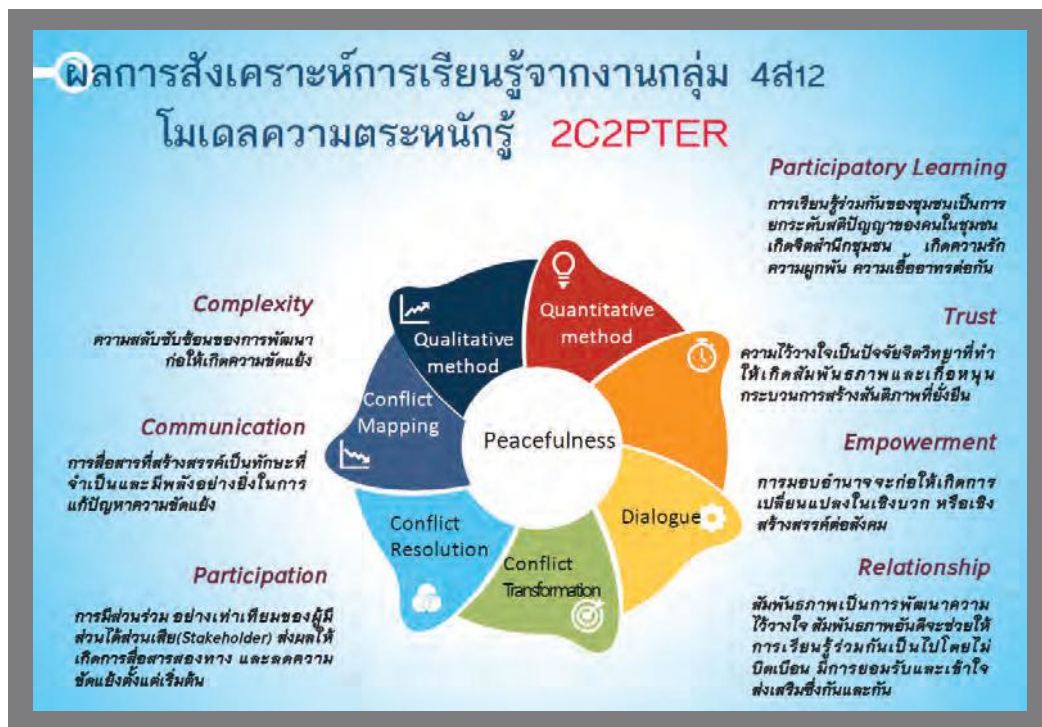 ผลการสังเคราะห์การเรียนรู้จากงานกลุ่ม 4ส12
โมเดลความตระหนักรู้ 2C2PTER
Complexity
ความสลับซับซ้อนของการพัฒนา
ก่อให้เกิดความขัดแย้ง
Communication
การสื่อสารที่สร้างสรรค์เป็นทักษะที่
จำเป็นและมีพลังอย่างยิ่งในการ
แก้ปัญหาความขัดแย้ง
Participation
การมีส่วนร่วม อย่างเท่าเทียมของผู้มี
ส่วนได้ส่วนเสีย(Stakeholder) ส่งผลให้
เกิดการสื่อสารสองทาง และลดความ
ขัดแย้งตั้งแต่เริ่มต้น
Qualitative
method
Quantitative
method
Conflict
Mapping
Peacefulness
Dialogue
Conflict
Resolution
Conflict
Transformation
Participatory Learning
การเรียนรู้ร่วมกันของชุมชนเป็นการ
ยกระดับสติปัญญาของคนในชุมชน
เกิดจิตสำนึกชุมชน เกิดความรัก
ความผูกพัน ความเอื้ออาทรต่อกัน
Trust
ความไว้วางใจเป็นปัจจัยจิตวิทยาที่ทำ
ให้เกิดสัมพันธภาพและเกื้อหนุน
กระบวนการสร้างสันติภาพที่ยั่งยืน
Empowerment
การมอบอำนาจจะก่อให้เกิดการ
เปลี่ยนแปลงในเชิงบวก หรือเชิง
สร้างสรรค์ต่อสังคม
Relationship
สัมพันธภาพเป็นการพัฒนาความ
ไว้วางใจ สัมพันธภาพอันดีจะช่วยให้
การเรียนรู้ร่วมกันเป็นไปโดยไม่
บิดเบือน มีการยอมรับและเข้าใจ
ส่งเสริมซึ่งกันและกัน